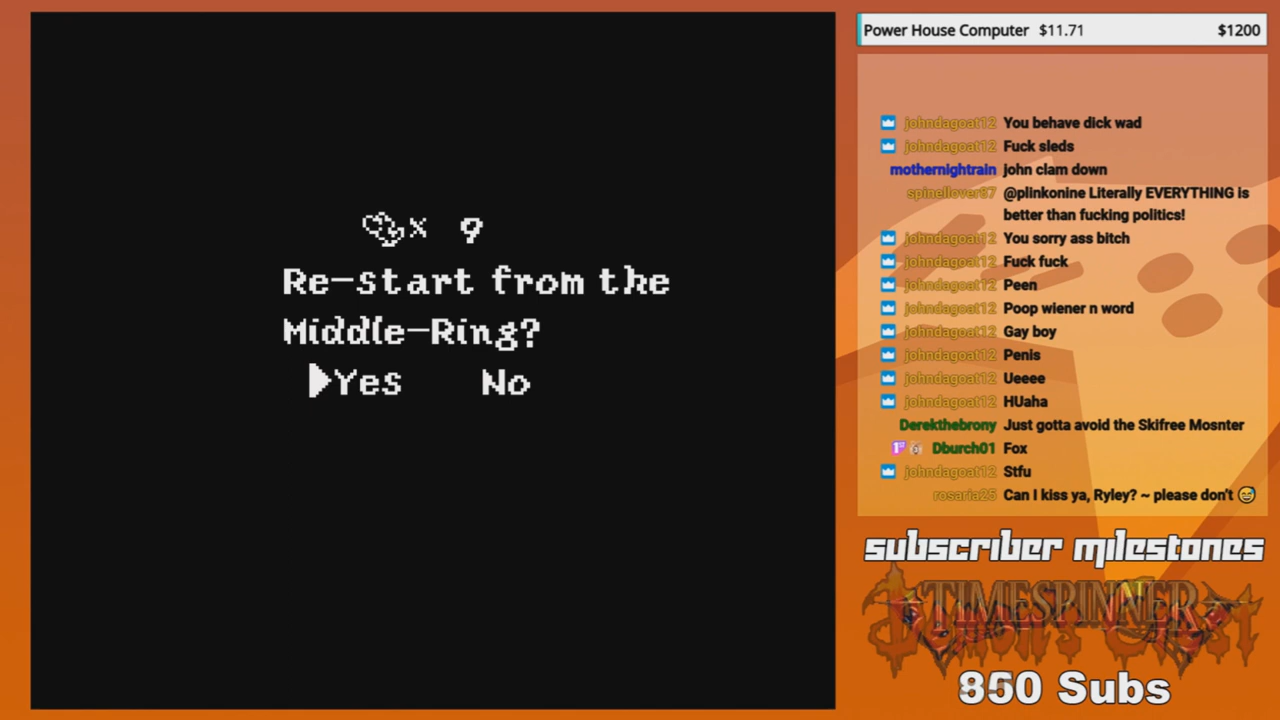 x 9
Re-start from the
Middle-Ring?
Yes No
Power House Computer $11.71 $1200
johndagoat12 You behave dick wad
johndagoat12 Fuck sleds
mothernightrain john clam down
spinellover87 @plinkonine Literally EVERYTHING is
better than fucking politics!
johndagoat12 You sorry ass bitch
johndagoat12 Fuck fuck
johndagoat12 Peen
johndagoat12 Poop wiener n word
johndagoat12 Gay boy
johndagoat12 Penis
johndagoat12 Ueeee
johndagoat12 HUaha
Derekthebrony Just gotta avoid the Skifree Mosnter
Dburch01 Fox
johndagoat12 Stfu
rosaria25 Can I kiss ya, Ryley? ~ please don't 😅
subscriber milestones
TIMESPINNER
Demon's Crest
850 Subs